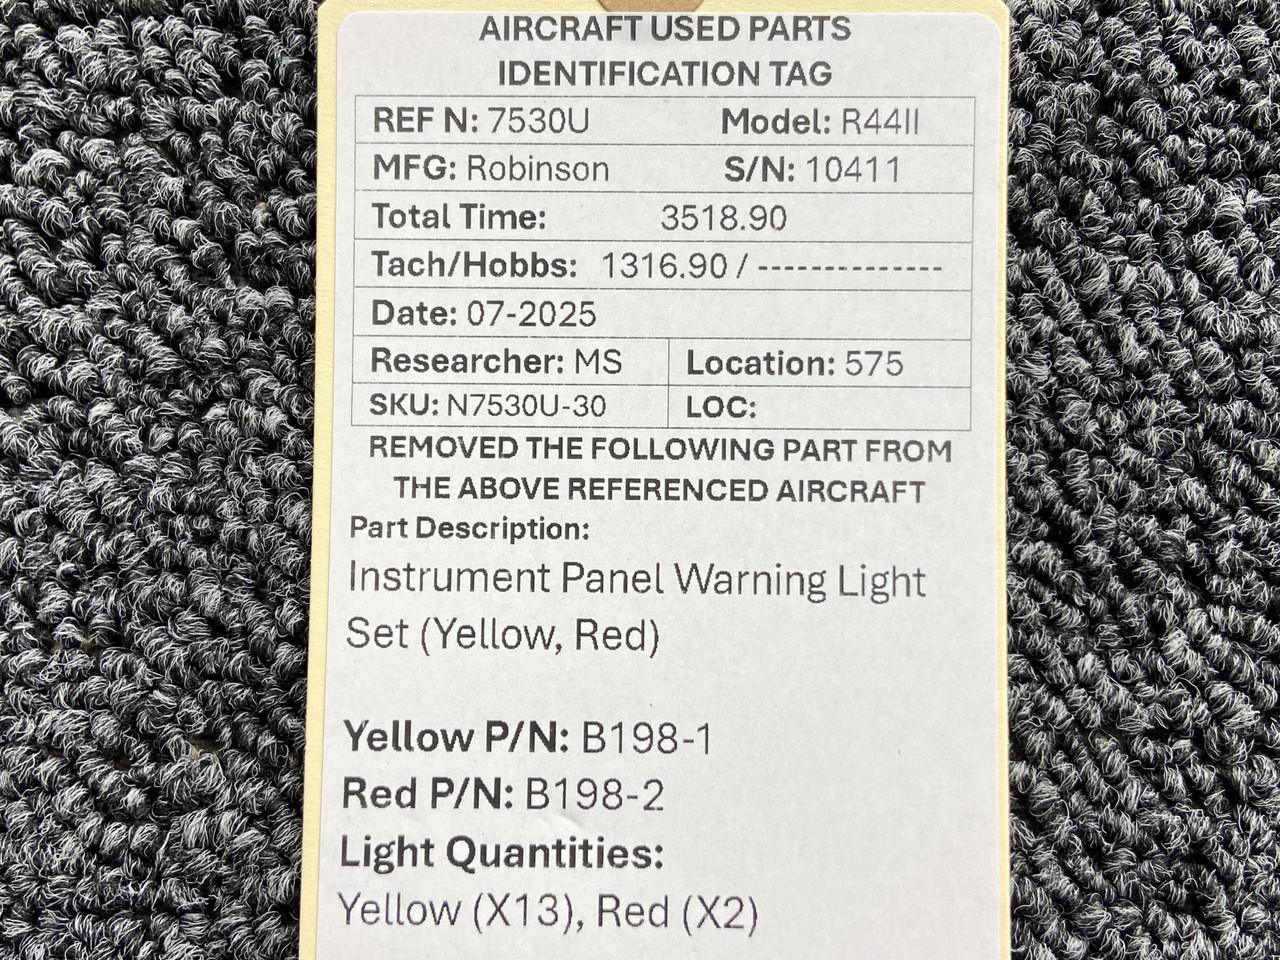 AIRCRAFT USED PARTS
IDENTIFICATION TAG
REF N: 7530U Model: R44II
MFG: Robinson S/N: 10411
Total Time: 3518.90
Tach/Hobbs: 1316.90 / --------------
Date: 07-2025
Researcher: MS Location: 575
SKU: N7530U-30 LOC:
REMOVED THE FOLLOWING PART FROM
THE ABOVE REFERENCED AIRCRAFT
Part Description:
Instrument Panel Warning Light
Set (Yellow, Red)
Yellow P/N: B198-1
Red P/N: B198-2
Light Quantities:
Yellow (X13), Red (X2)